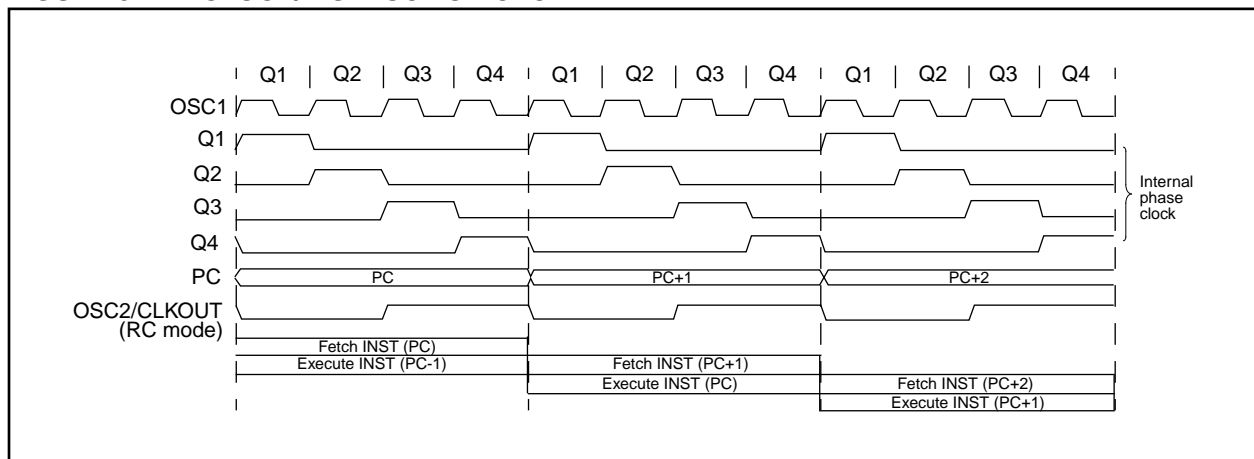 Q1 Q2 Q3 Q4 Q1 Q2 Q3 Q4 Q1 Q2 Q3 Q4
OSC1
Q1
Q2
Q3
Q4
Internal
phase
clock
PC
PC
PC+1
PC+2
OSC2/CLKOUT
(RC mode)
Fetch INST (PC)
Execute INST (PC-1)
Fetch INST (PC+1)
Execute INST (PC)
Fetch INST (PC+2)
Execute INST (PC+1)